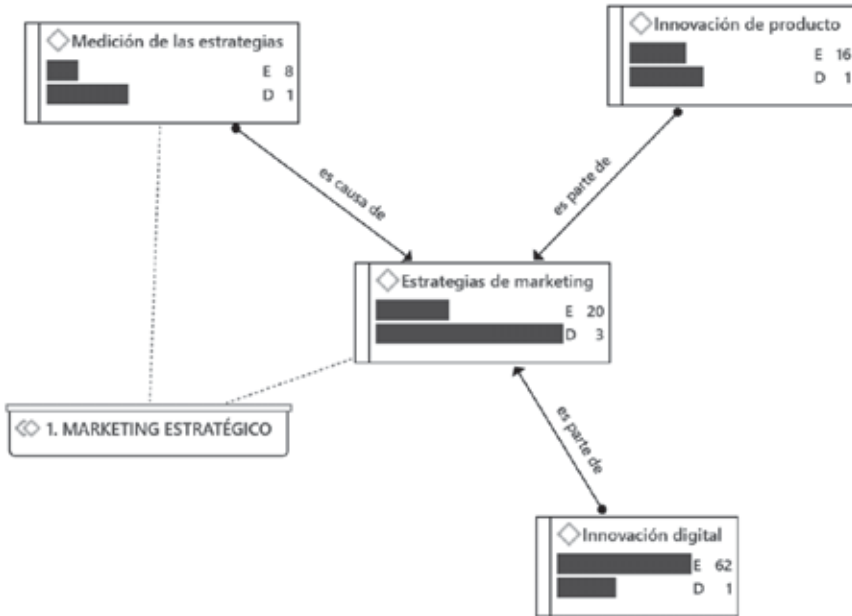 Medición de las estrategias
E 8
D 1
Innovación de producto
E 16
D 1
es causa de
es parte de
Estrategias de marketing
E 20
D 3
1. MARKETING ESTRATÉGICO
es parte de
Innovación digital
E 62
D 1